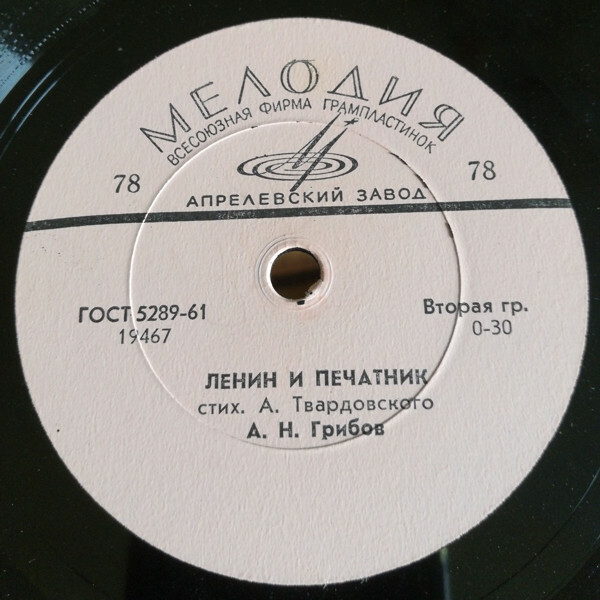 МЕЛОДИЯ
ВСЕСОЮЗНАЯ ФИРМА ГРАМПЛАСТИНОК
78
78
АПРЕЛЕВСКИЙ ЗАВОД
ГОСТ 5289-61
19467
Вторая гр.
0-30
ЛЕНИН И ПЕЧАТНИК
стих. А. Твардовского
А. Н. Грибов